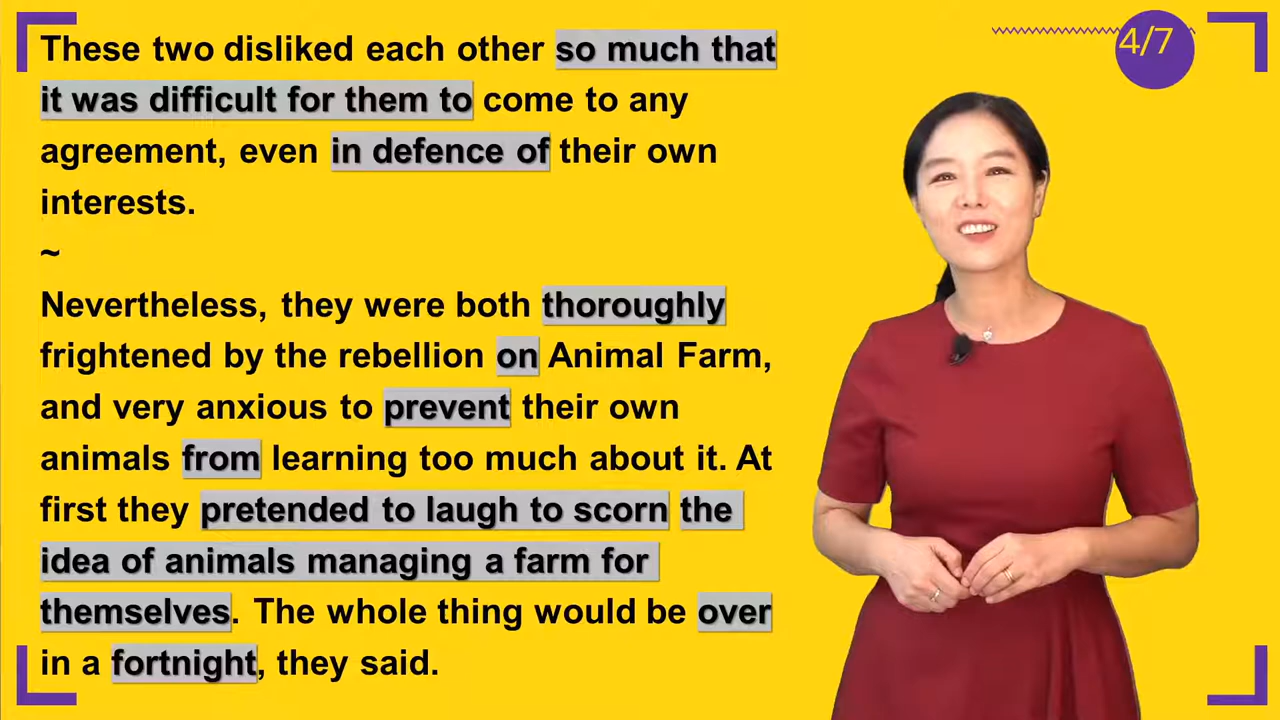 These two disliked each other so much that
it was difficult for them to come to any
agreement, even in defence of their own
interests.
~
Nevertheless, they were both thoroughly
frightened by the rebellion on Animal Farm,
and very anxious to prevent their own
animals from learning too much about it. At
first they pretended to laugh to scorn the
idea of animals managing a farm for
themselves. The whole thing would be over
in a fortnight, they said.
4/7